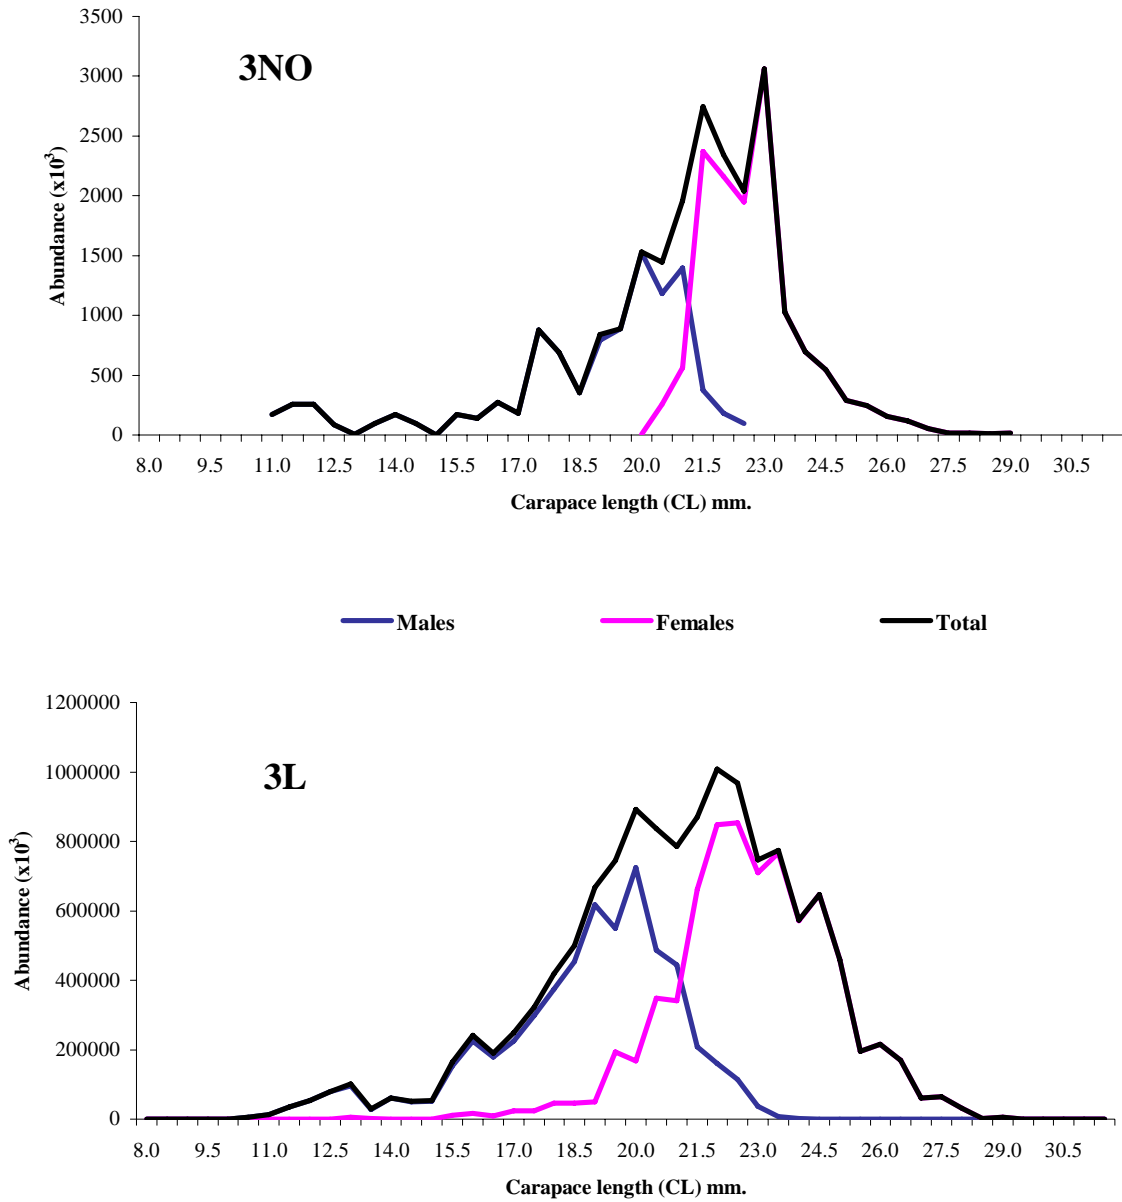 3500
3000
2500
2000
1500
1000
500
0
Abundance (x10³)
3NO
8.0 9.5 11.0 12.5 14.0 15.5 17.0 18.5 20.0 21.5 23.0 24.5 26.0 27.5 29.0 30.5
Carapace length (CL) mm.
Males Females Total
1200000
1000000
800000
600000
400000
200000
0
Abundance (x10³)
3L
8.0 9.5 11.0 12.5 14.0 15.5 17.0 18.5 20.0 21.5 23.0 24.5 26.0 27.5 29.0 30.5
Carapace length (CL) mm.